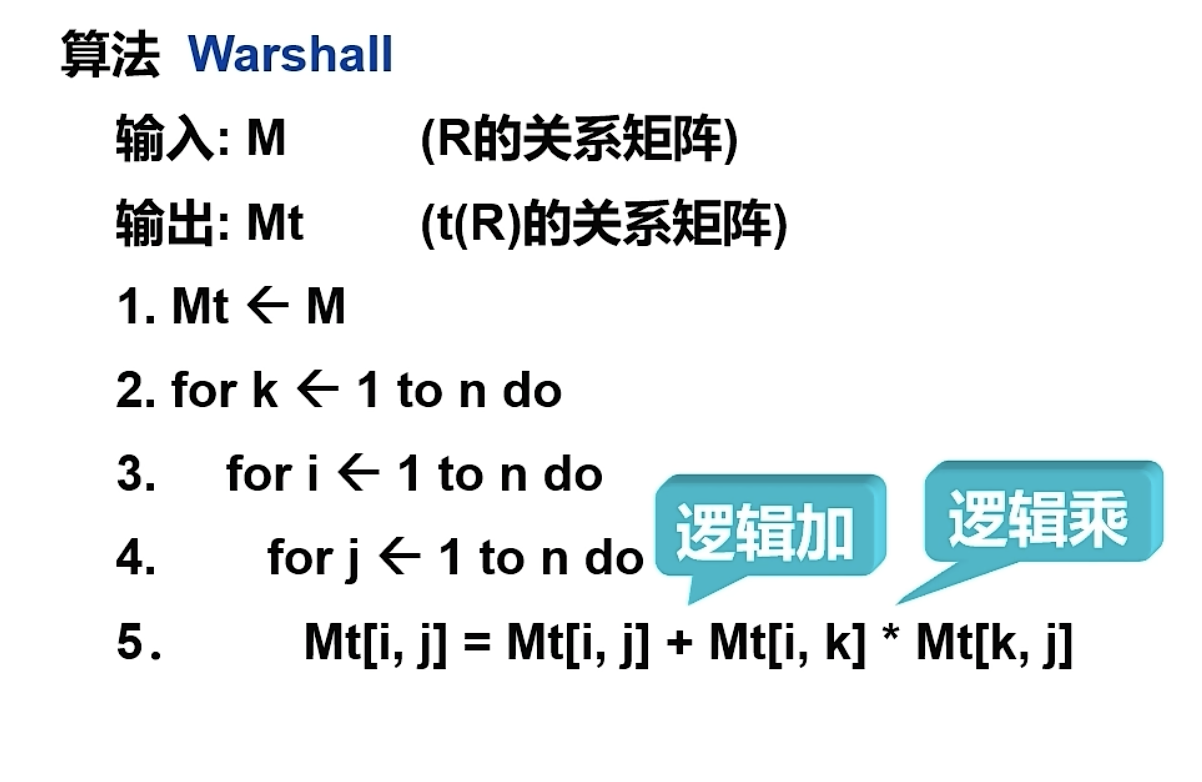 算法 Warshall
输入: M (R的关系矩阵)
输出: Mt (t(R)的关系矩阵)
1. Mt ← M
2. for k ← 1 to n do
3. for i ← 1 to n do
4. for j ← 1 to n do
逻辑加
逻辑乘
5. Mt[i, j] = Mt[i, j] + Mt[i, k] * Mt[k, j]